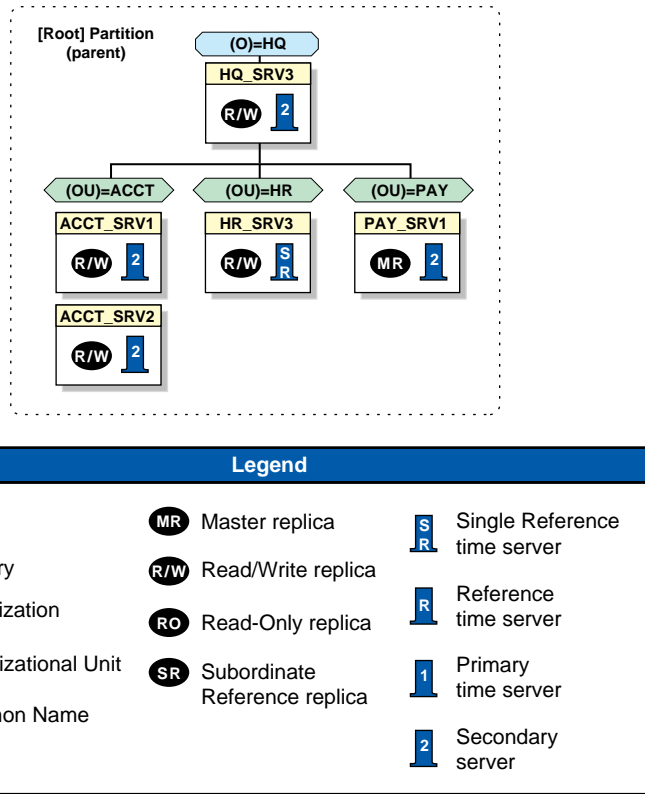 [Root] Partition
(parent)
(O)=HQ
HQ_SRV3
R/W 2
(OU)=ACCT (OU)=HR (OU)=PAY
ACCT_SRV1 HR_SRV3 PAY_SRV1
R/W 2 R/W S R MR 2
ACCT_SRV2
R/W 2
Legend
MR Master replica
R/W Read/Write replica
RO Read-Only replica
SR Subordinate
Reference replica
ry
ization
izational Unit
on Name
S R Single Reference
time server
R Reference
time server
1 Primary
time server
2 Secondary
server